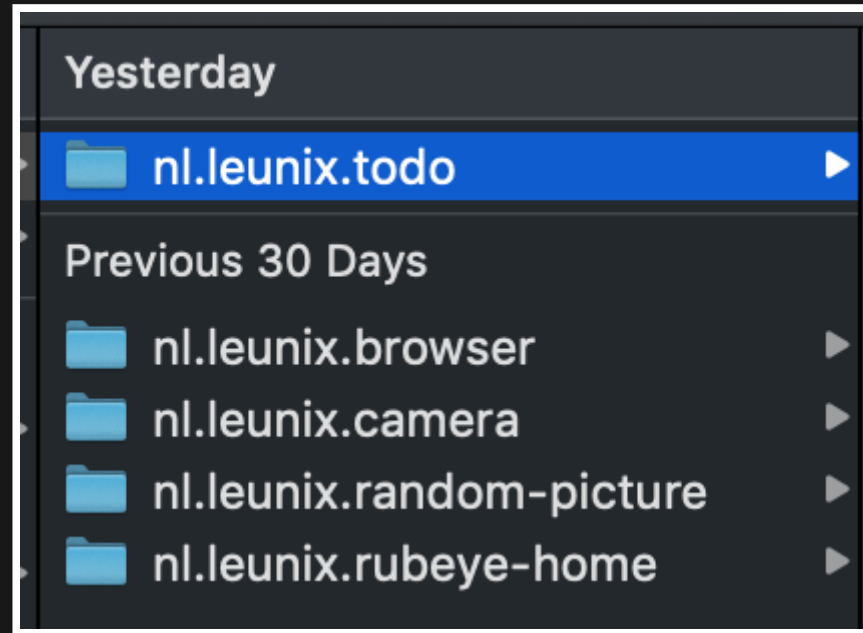 Yesterday
nl.leunix.todo
Previous 30 Days
nl.leunix.browser
nl.leunix.camera
nl.leunix.random-picture
nl.leunix.rubeye-home